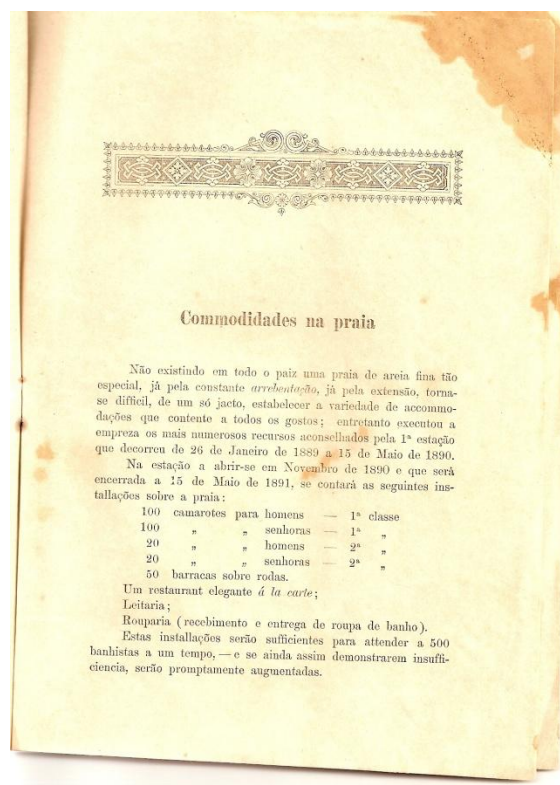 Commodidades na praia
Não existindo em todo o paiz uma praia de areia fina tão
especial, já pela constante arrebentação, já pela extensão, torna-
se difficil, de um só jacto, estabelecer a variedade de accommo-
dações que contente a todos os gostos; entretanto executou a
empreza os mais numerosos recursos aconselhados pela 1ª estação
que decorreu de 26 de Janeiro de 1889 a 15 de Maio de 1890.
Na estação a abrir-se em Novembro de 1890 e que será
encerrada a 15 de Maio de 1891, se contará as seguintes ins-
tallações sobre a praia:
100 camarotes para homens — 1ª classe
100 „ „ senhoras — 1ª „
20 „ „ homens — 2ª „
20 „ „ senhoras — 2ª „
50 barracas sobre rodas.
Um restaurant elegante á la carte;
Leitaria;
Rouparia (recebimento e entrega de roupa de banho).
Estas installações serão sufficientes para attender a 500
banhistas a um tempo, — e se ainda assim demonstrarem insuffi-
ciencia, serão promptamente augmentadas.